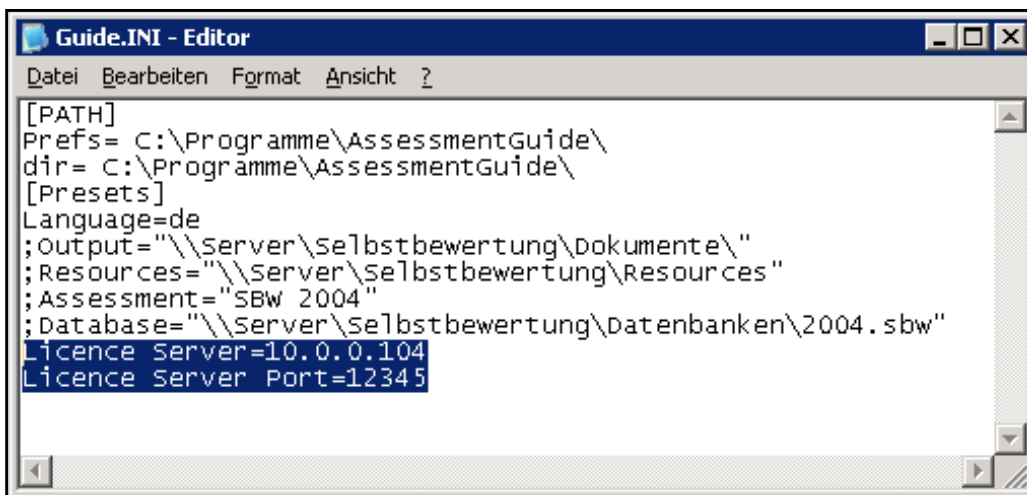 Guide.INI - Editor
Datei Bearbeiten Format Ansicht ?
[PATH]
Prefs= C:\Programme\AssessmentGuide\
dir= C:\Programme\AssessmentGuide\
[Presets]
Language=de
;Output="\\Server\Selbstbewertung\Dokumente\"
;Resources="\\Server\Selbstbewertung\Resources"
;Assessment="SBW 2004"
;Database="\\Server\Selbstbewertung\Datenbanken\2004.sbw"
Licence Server=10.0.0.104
Licence Server Port=12345